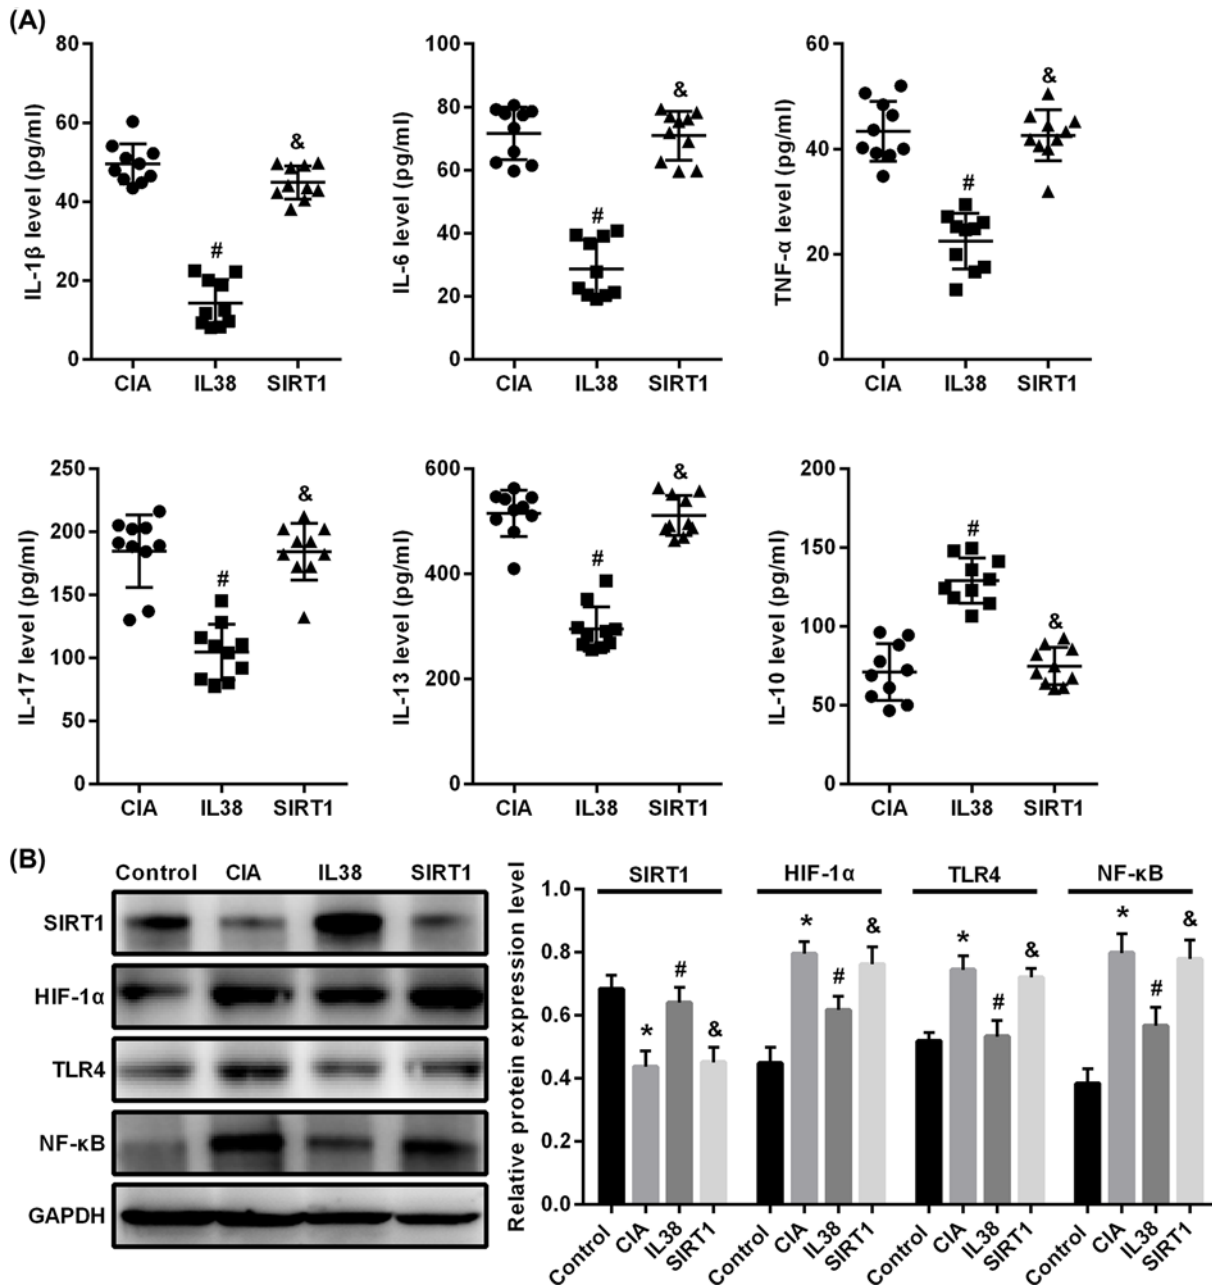 (A)
IL-1β level (pg/ml)
80
60
40
20
0
#
&
CIA IL38 SIRT1
IL-6 level (pg/ml)
100
80
60
40
20
0
#
&
CIA IL38 SIRT1
TNF-α level (pg/ml)
60
40
20
0
#
&
CIA IL38 SIRT1
IL-17 level (pg/ml)
250
200
150
100
50
0
#
&
CIA IL38 SIRT1
IL-13 level (pg/ml)
600
400
200
0
#
&
CIA IL38 SIRT1
IL-10 level (pg/ml)
200
150
100
50
0
#
&
CIA IL38 SIRT1
(B)
Control CIA IL38 SIRT1
SIRT1
HIF-1α
TLR4
NF-κB
GAPDH
Relative protein expression level
1.0
0.8
0.6
0.4
0.2
0.0
SIRT1 HIF-1α TLR4 NF-κB
* # &
* # &
* # &
* # &
Control CIA IL38 SIRT1 Control CIA IL38 SIRT1 Control CIA IL38 SIRT1 Control CIA IL38 SIRT1